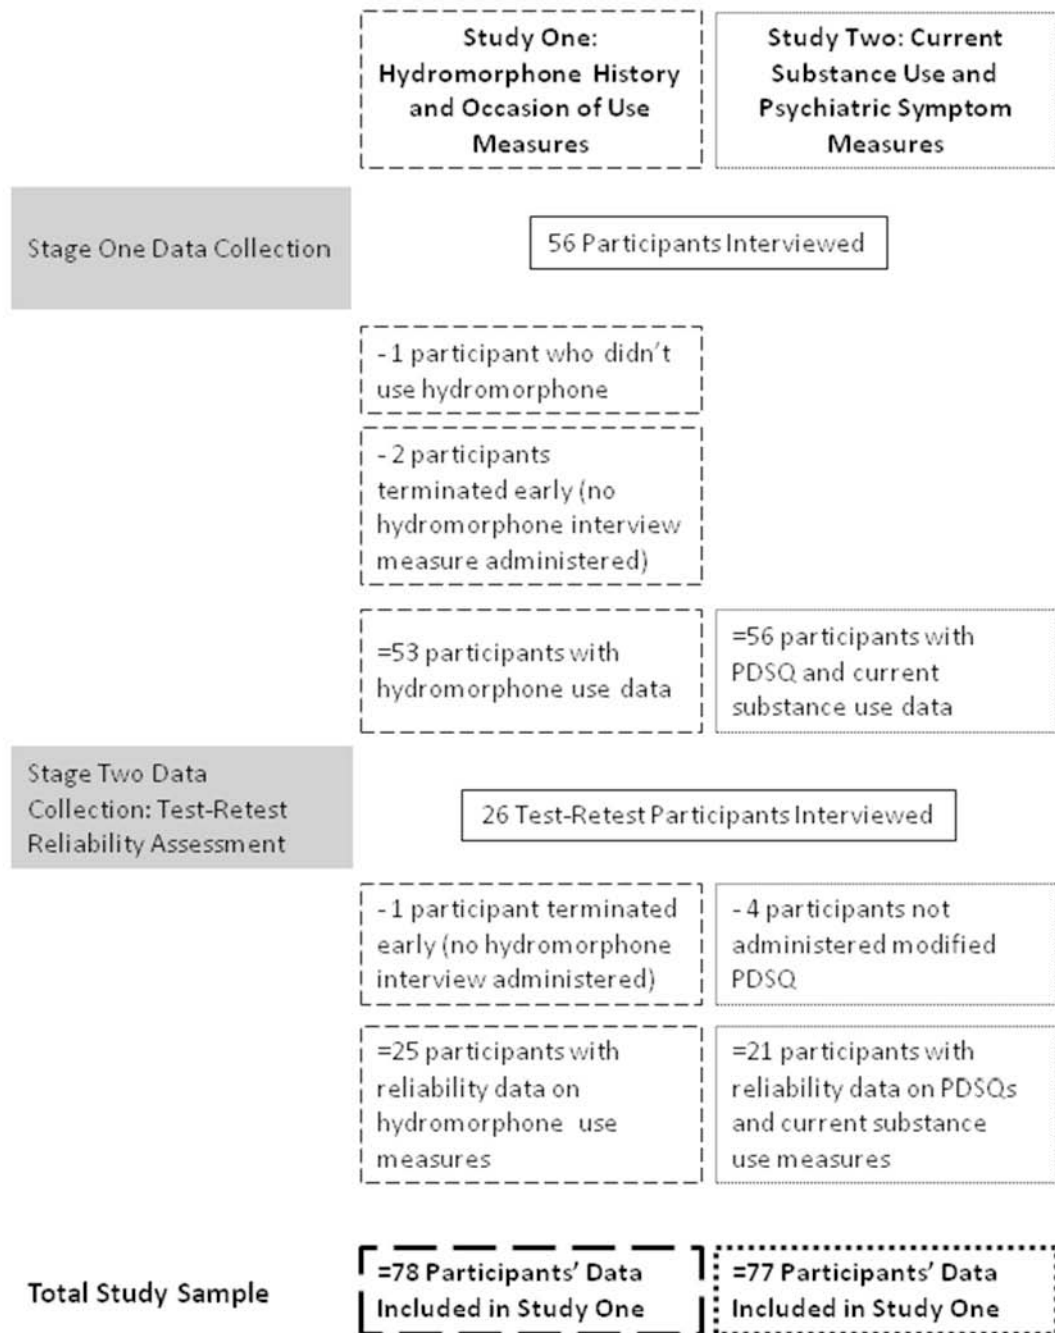 Study One:
Hydromorphone History
and Occasion of Use
Measures
Study Two: Current
Substance Use and
Psychiatric Symptom
Measures
Stage One Data Collection
56 Participants Interviewed
- 1 participant who didn't
use hydromorphone
- 2 participants
terminated early (no
hydromorphone interview
measure administered)
=53 participants with
hydromorphone use data
=56 participants with
PDSQ and current
substance use data
Stage Two Data
Collection: Test-Retest
Reliability Assessment
26 Test-Retest Participants Interviewed
- 1 participant terminated
early (no hydromorphone
interview administered)
- 4 participants not
administered modified
PDSQ
=25 participants with
reliability data on
hydromorphone use
measures
=21 participants with
reliability data on PDSQs
and current substance
use measures
Total Study Sample
=78 Participants' Data
Included in Study One
=77 Participants' Data
Included in Study One